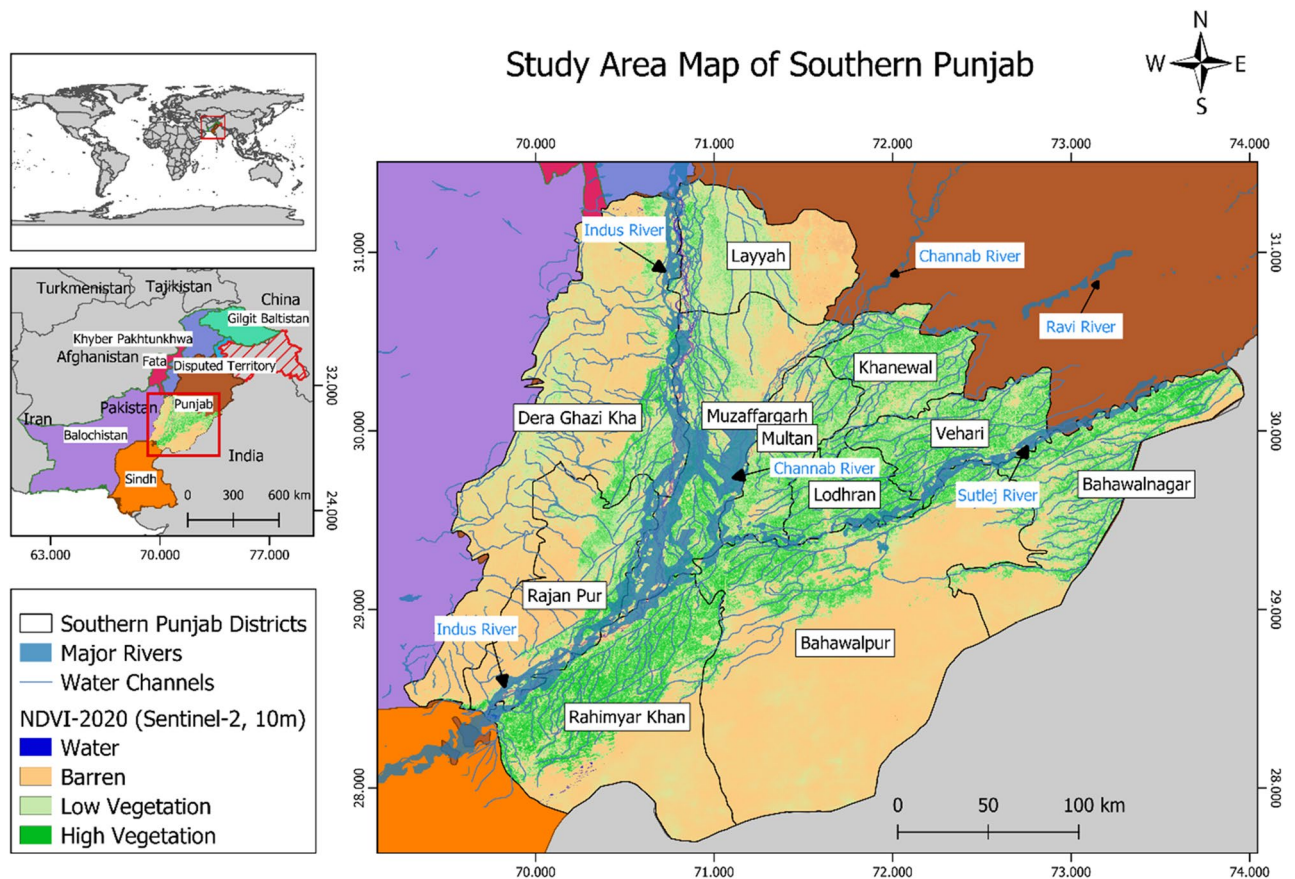 Study Area Map of Southern Punjab
N
W
E
S
70.000
71.000
72.000
73.000
74.000
31.000
30.000
29.000
28.000
31.000
30.000
29.000
28.000
70.000
71.000
72.000
73.000
74.000
Indus River
Layyah
Channab River
Ravi River
Khanewal
Dera Ghazi Kha
Muzaffargarh
Multan
Vehari
Channab River
Lodhran
Sutlej River
Bahawalnagar
Rajan Pur
Indus River
Bahawalpur
Rahimyar Khan
0
50
100 km
Turkmenistan
Tajikistan
China
Gilgit Baltistan
Khyber Pakhtunkhwa
Afghanistan
Fata
Disputed Territory
32.000
Iran
Pakistan
Punjab
Balochistan
India
Sindh
0
300
600 km
24.000
63.000
70.000
77.000
Southern Punjab Districts
Major Rivers
Water Channels
NDVI-2020 (Sentinel-2, 10m)
Water
Barren
Low Vegetation
High Vegetation